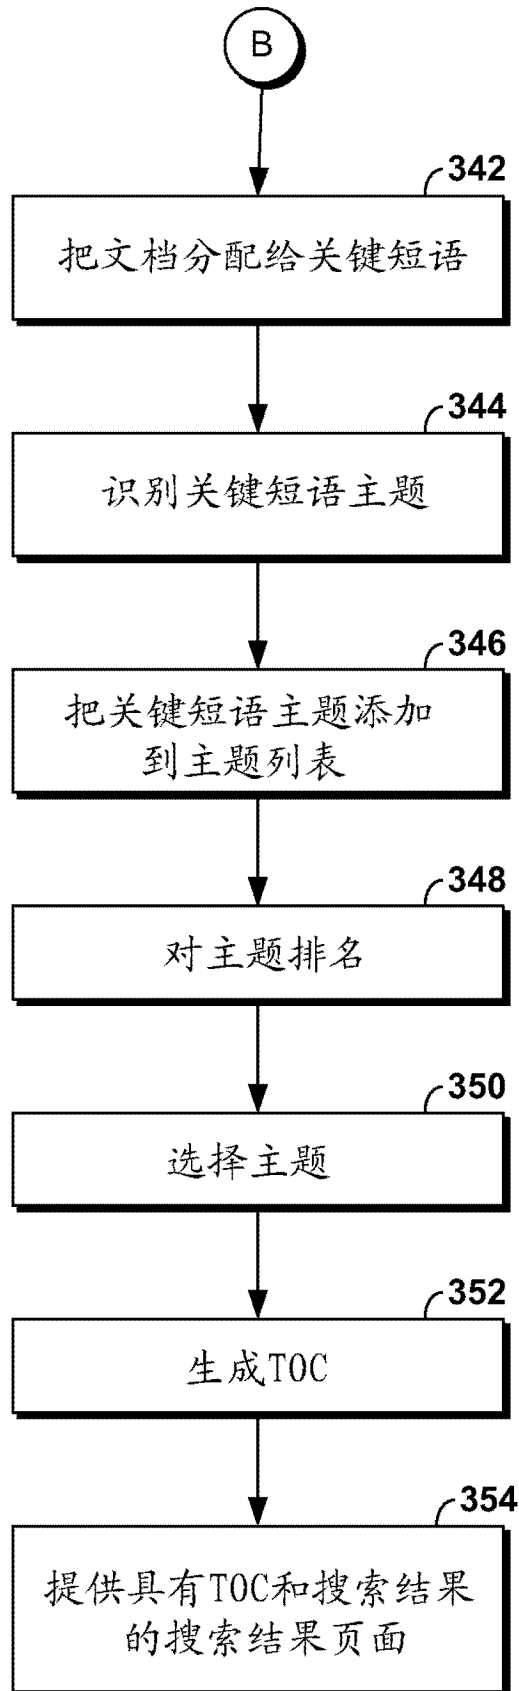 B
342
把文档分配给关键短语
344
识别关键短语主题
346
把关键短语主题添加
到主题列表
348
对主题排名
350
选择主题
352
生成TOC
354
提供具有TOC和搜索结果
的搜索结果页面